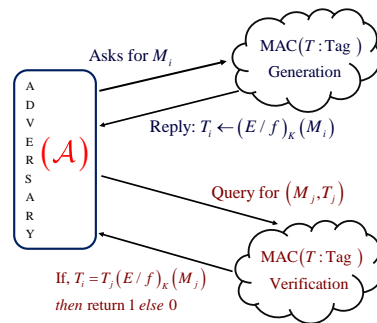 Asks for M_i
MAC(T : Tag)
Generation
A
D
V
E
R
S
A
R
Y
(𝒜)
Reply: T_i ← (E / f)_K (M_i)
Query for (M_j, T_j)
MAC(T : Tag)
Verification
If, T_i = T_j (E / f)_K (M_j)
then return 1 else 0